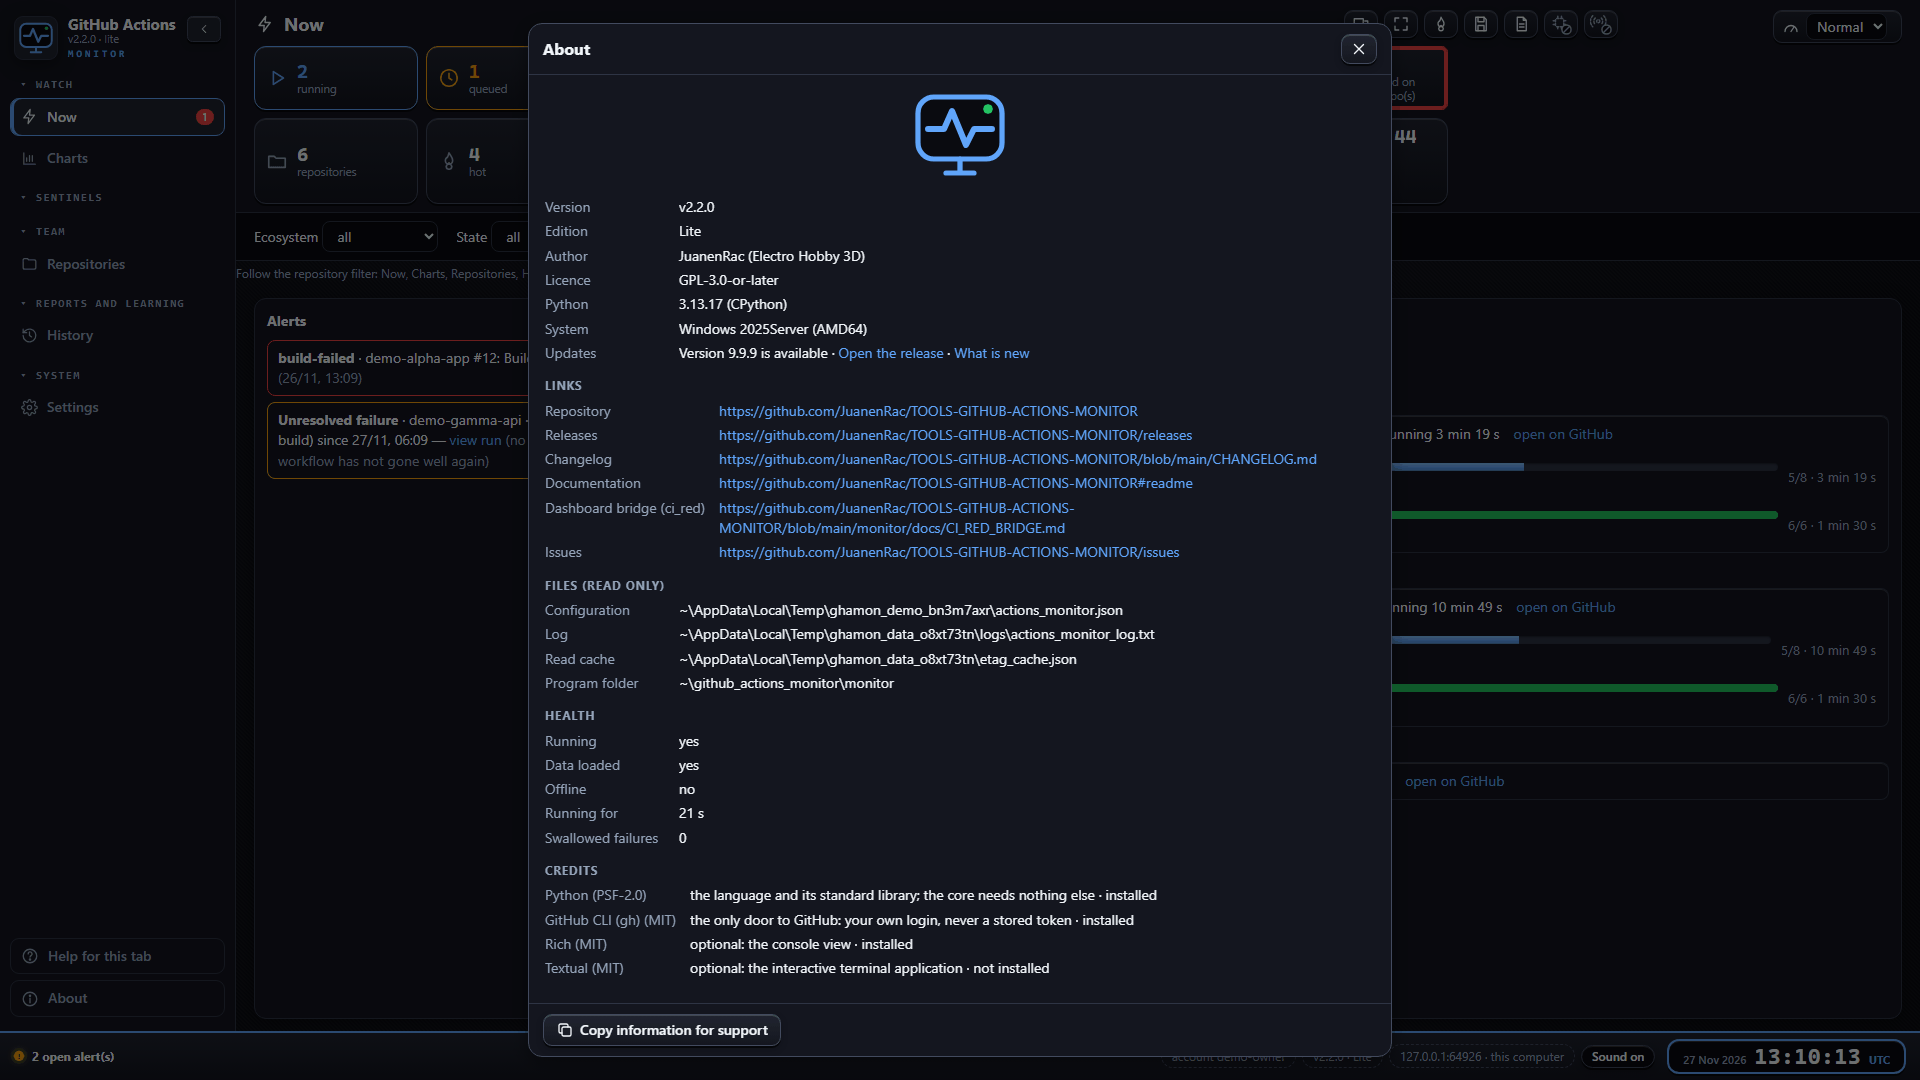 GitHub Actions
v2.2.0 · lite
MONITOR
WATCH
Now
1
Charts
SENTINELS
TEAM
Repositories
REPORTS AND LEARNING
History
SYSTEM
Settings
Help for this tab
About
Now
2
running
1
queued
6
repositories
4
hot
d on
oo(s)
44
Normal
Ecosystem
all
State
all
Follow the repository filter: Now, Charts, Repositories, H
Alerts
build-failed · demo-alpha-app #12: Buil
(26/11, 13:09)
Unresolved failure · demo-gamma-api ·
build) since 27/11, 06:09 — view run (no
workflow has not gone well again)
unning 3 min 19 s open on GitHub
5/8 · 3 min 19 s
6/6 · 1 min 30 s
nning 10 min 49 s open on GitHub
5/8 · 10 min 49 s
6/6 · 1 min 30 s
open on GitHub
About
Version v2.2.0
Edition Lite
Author JuanenRac (Electro Hobby 3D)
Licence GPL-3.0-or-later
Python 3.13.17 (CPython)
System Windows 2025Server (AMD64)
Updates Version 9.9.9 is available · Open the release · What is new
LINKS
Repository https://github.com/JuanenRac/TOOLS-GITHUB-ACTIONS-MONITOR
Releases https://github.com/JuanenRac/TOOLS-GITHUB-ACTIONS-MONITOR/releases
Changelog https://github.com/JuanenRac/TOOLS-GITHUB-ACTIONS-MONITOR/blob/main/CHANGELOG.md
Documentation https://github.com/JuanenRac/TOOLS-GITHUB-ACTIONS-MONITOR#readme
Dashboard bridge (ci_red) https://github.com/JuanenRac/TOOLS-GITHUB-ACTIONS-
MONITOR/blob/main/monitor/docs/CI_RED_BRIDGE.md
Issues https://github.com/JuanenRac/TOOLS-GITHUB-ACTIONS-MONITOR/issues
FILES (READ ONLY)
Configuration ~\AppData\Local\Temp\ghamon_demo_bn3m7axr\actions_monitor.json
Log ~\AppData\Local\Temp\ghamon_data_o8xt73tn\logs\actions_monitor_log.txt
Read cache ~\AppData\Local\Temp\ghamon_data_o8xt73tn\etag_cache.json
Program folder ~\github_actions_monitor\monitor
HEALTH
Running yes
Data loaded yes
Offline no
Running for 21 s
Swallowed failures 0
CREDITS
Python (PSF-2.0) the language and its standard library; the core needs nothing else · installed
GitHub CLI (gh) (MIT) the only door to GitHub: your own login, never a stored token · installed
Rich (MIT) optional: the console view · installed
Textual (MIT) optional: the interactive terminal application · not installed
Copy information for support
2 open alert(s)
account demo-owner
v2.2.0 · Lite
127.0.0.1:64926 · this computer
Sound on
27 Nov 2026 13:10:13 UTC